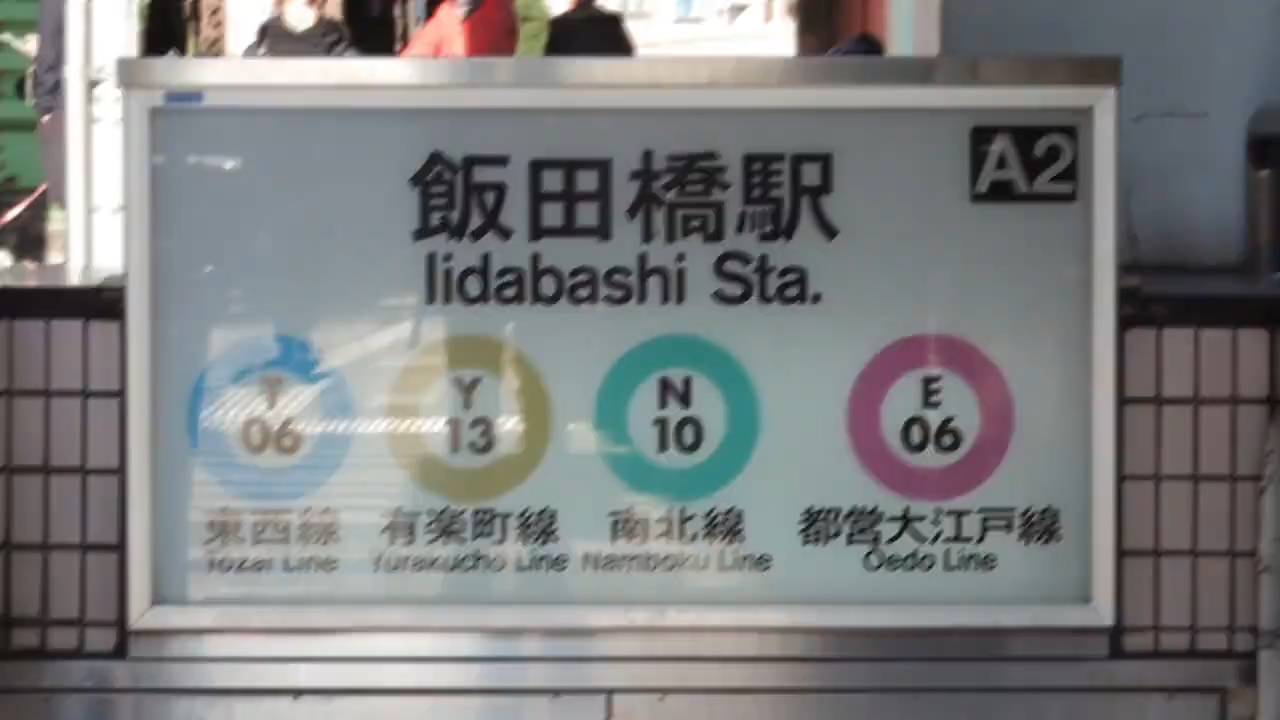 飯田橋駅
A2
Iidabashi Sta.
T
06
Y
13
N
10
E
06
東西線
有楽町線
南北線
都営大江戸線
Tozai Line
Yurakucho Line
Namboku Line
Oedo Line